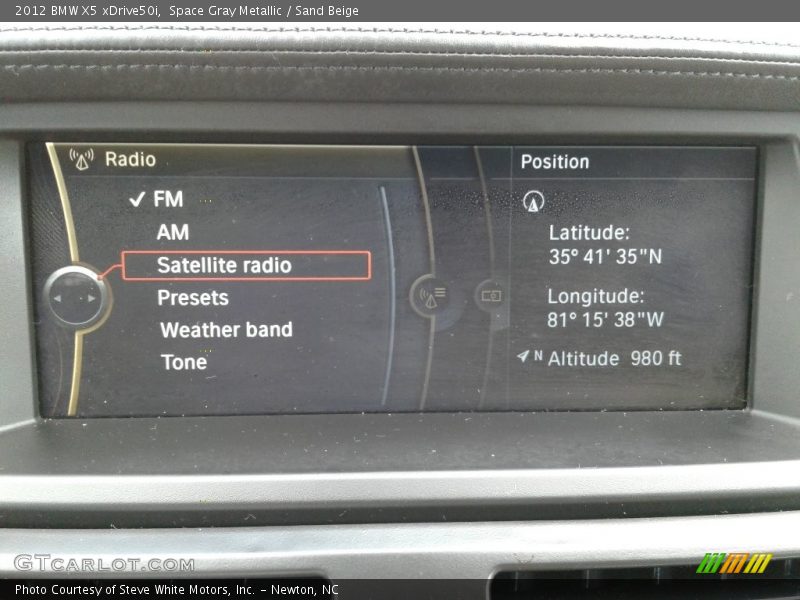 2012 BMW X5 xDrive50i,  Space Gray Metallic / Sand Beige
Radio
FM
AM
Satellite radio
Presets
Weather band
Tone
Position
Latitude:
35° 41' 35"N
Longitude:
81° 15' 38"W
N Altitude 980 ft
GTCARLOT.COM
Photo Courtesy of Steve White Motors, Inc. – Newton, NC